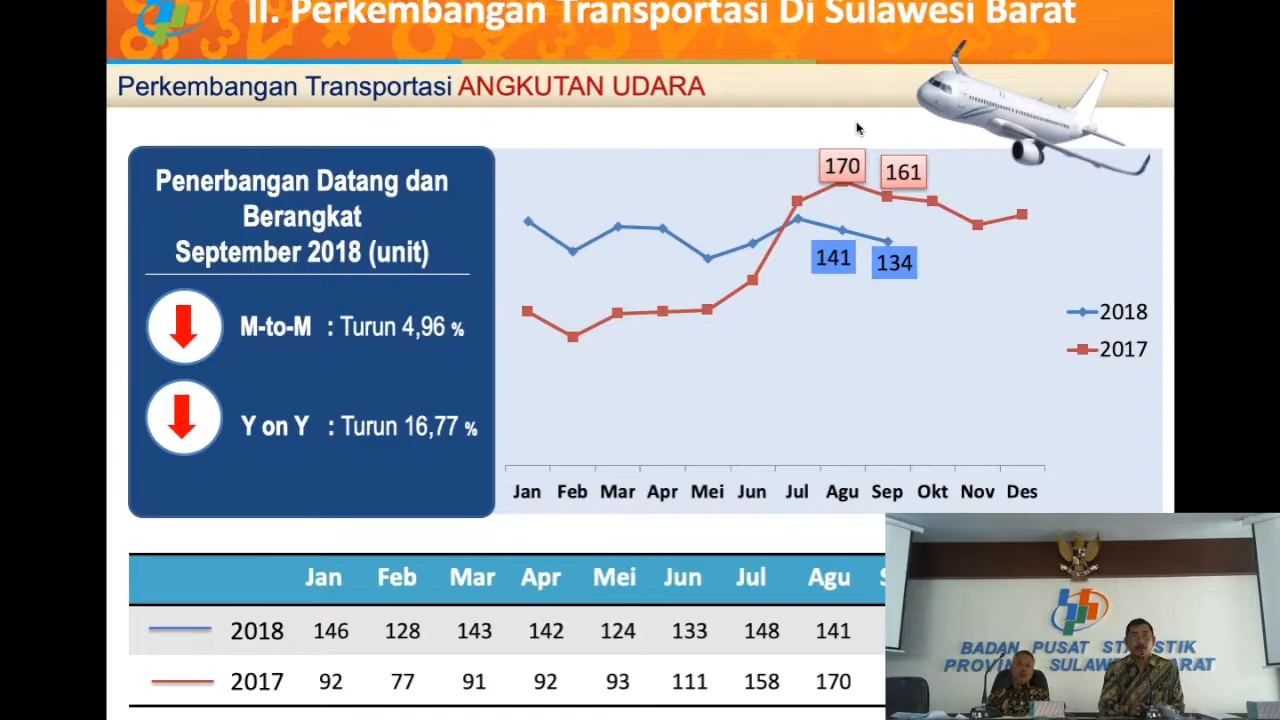 II. Perkembangan Transportasi Di Sulawesi Barat
Perkembangan Transportasi ANGKUTAN UDARA
Penerbangan Datang dan
Berangkat
September 2018 (unit)
M-to-M : Turun 4,96 %
Y on Y : Turun 16,77 %
170
161
141
134
2018
2017
Jan Feb Mar Apr Mei Jun Jul Agu Sep Okt Nov Des
Jan Feb Mar Apr Mei Jun Jul Agu
2018 146 128 143 142 124 133 148 141
2017 92 77 91 92 93 111 158 170
BADAN PUSAT STATISTIK
PROVINSI SULAWESI BARAT